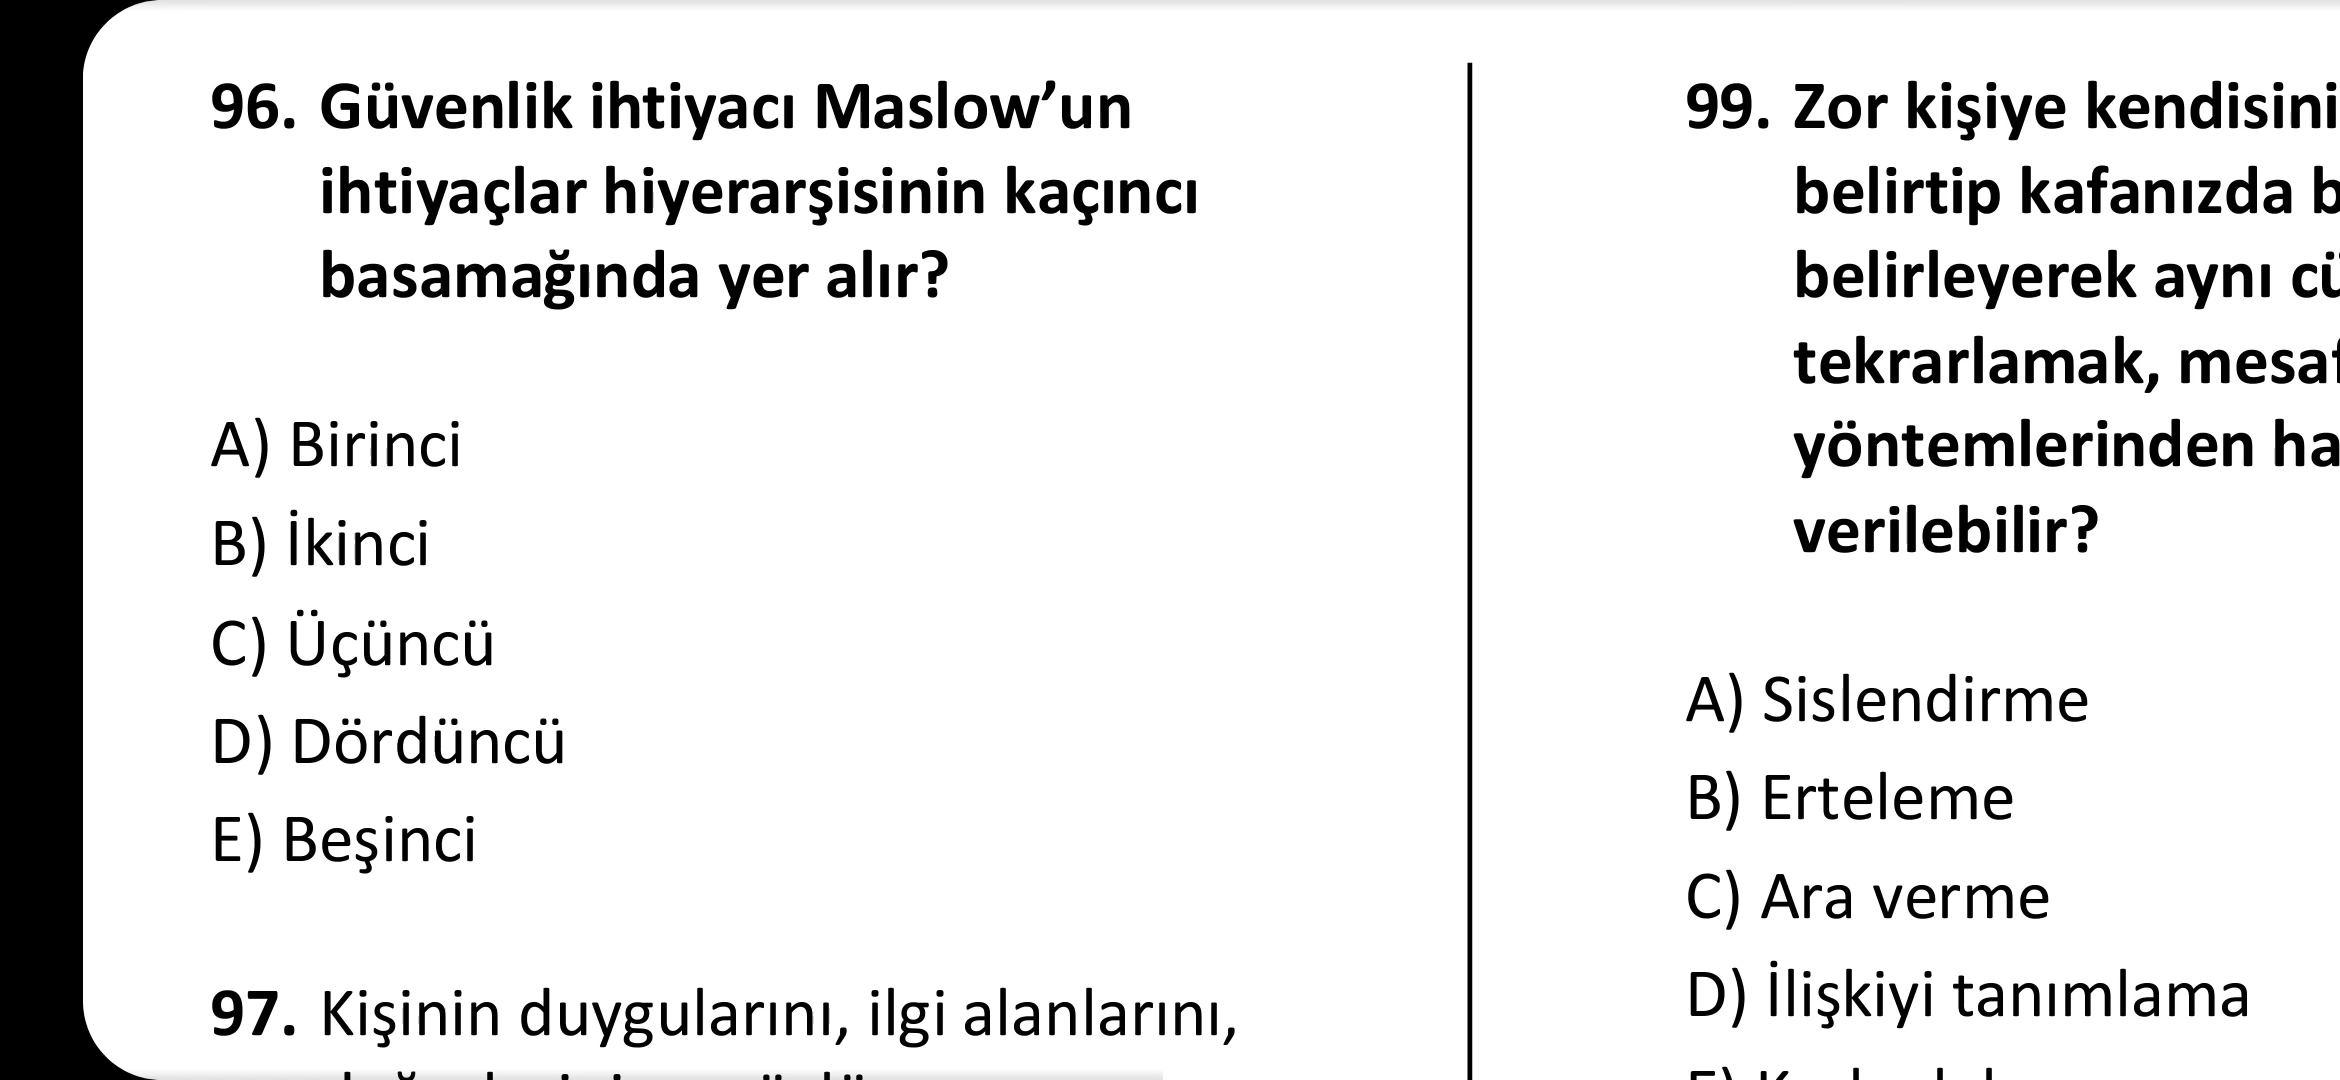 96. Güvenlik ihtiyacı Maslow’un
ihtiyaçlar hiyerarşisinin kaçıncı
basamağında yer alır?
A) Birinci
B) İkinci
C) Üçüncü
D) Dördüncü
E) Beşinci
97. Kişinin duygularını, ilgi alanlarını,
99. Zor kişiye kendisini
belirtip kafanızda
belirleyerek aynı
tekrarlamak,
yöntemlerinden
verilebilir?
A) Sislendirme
B) Erteleme
C) Ara verme
D) İlişkiyi tanımlama